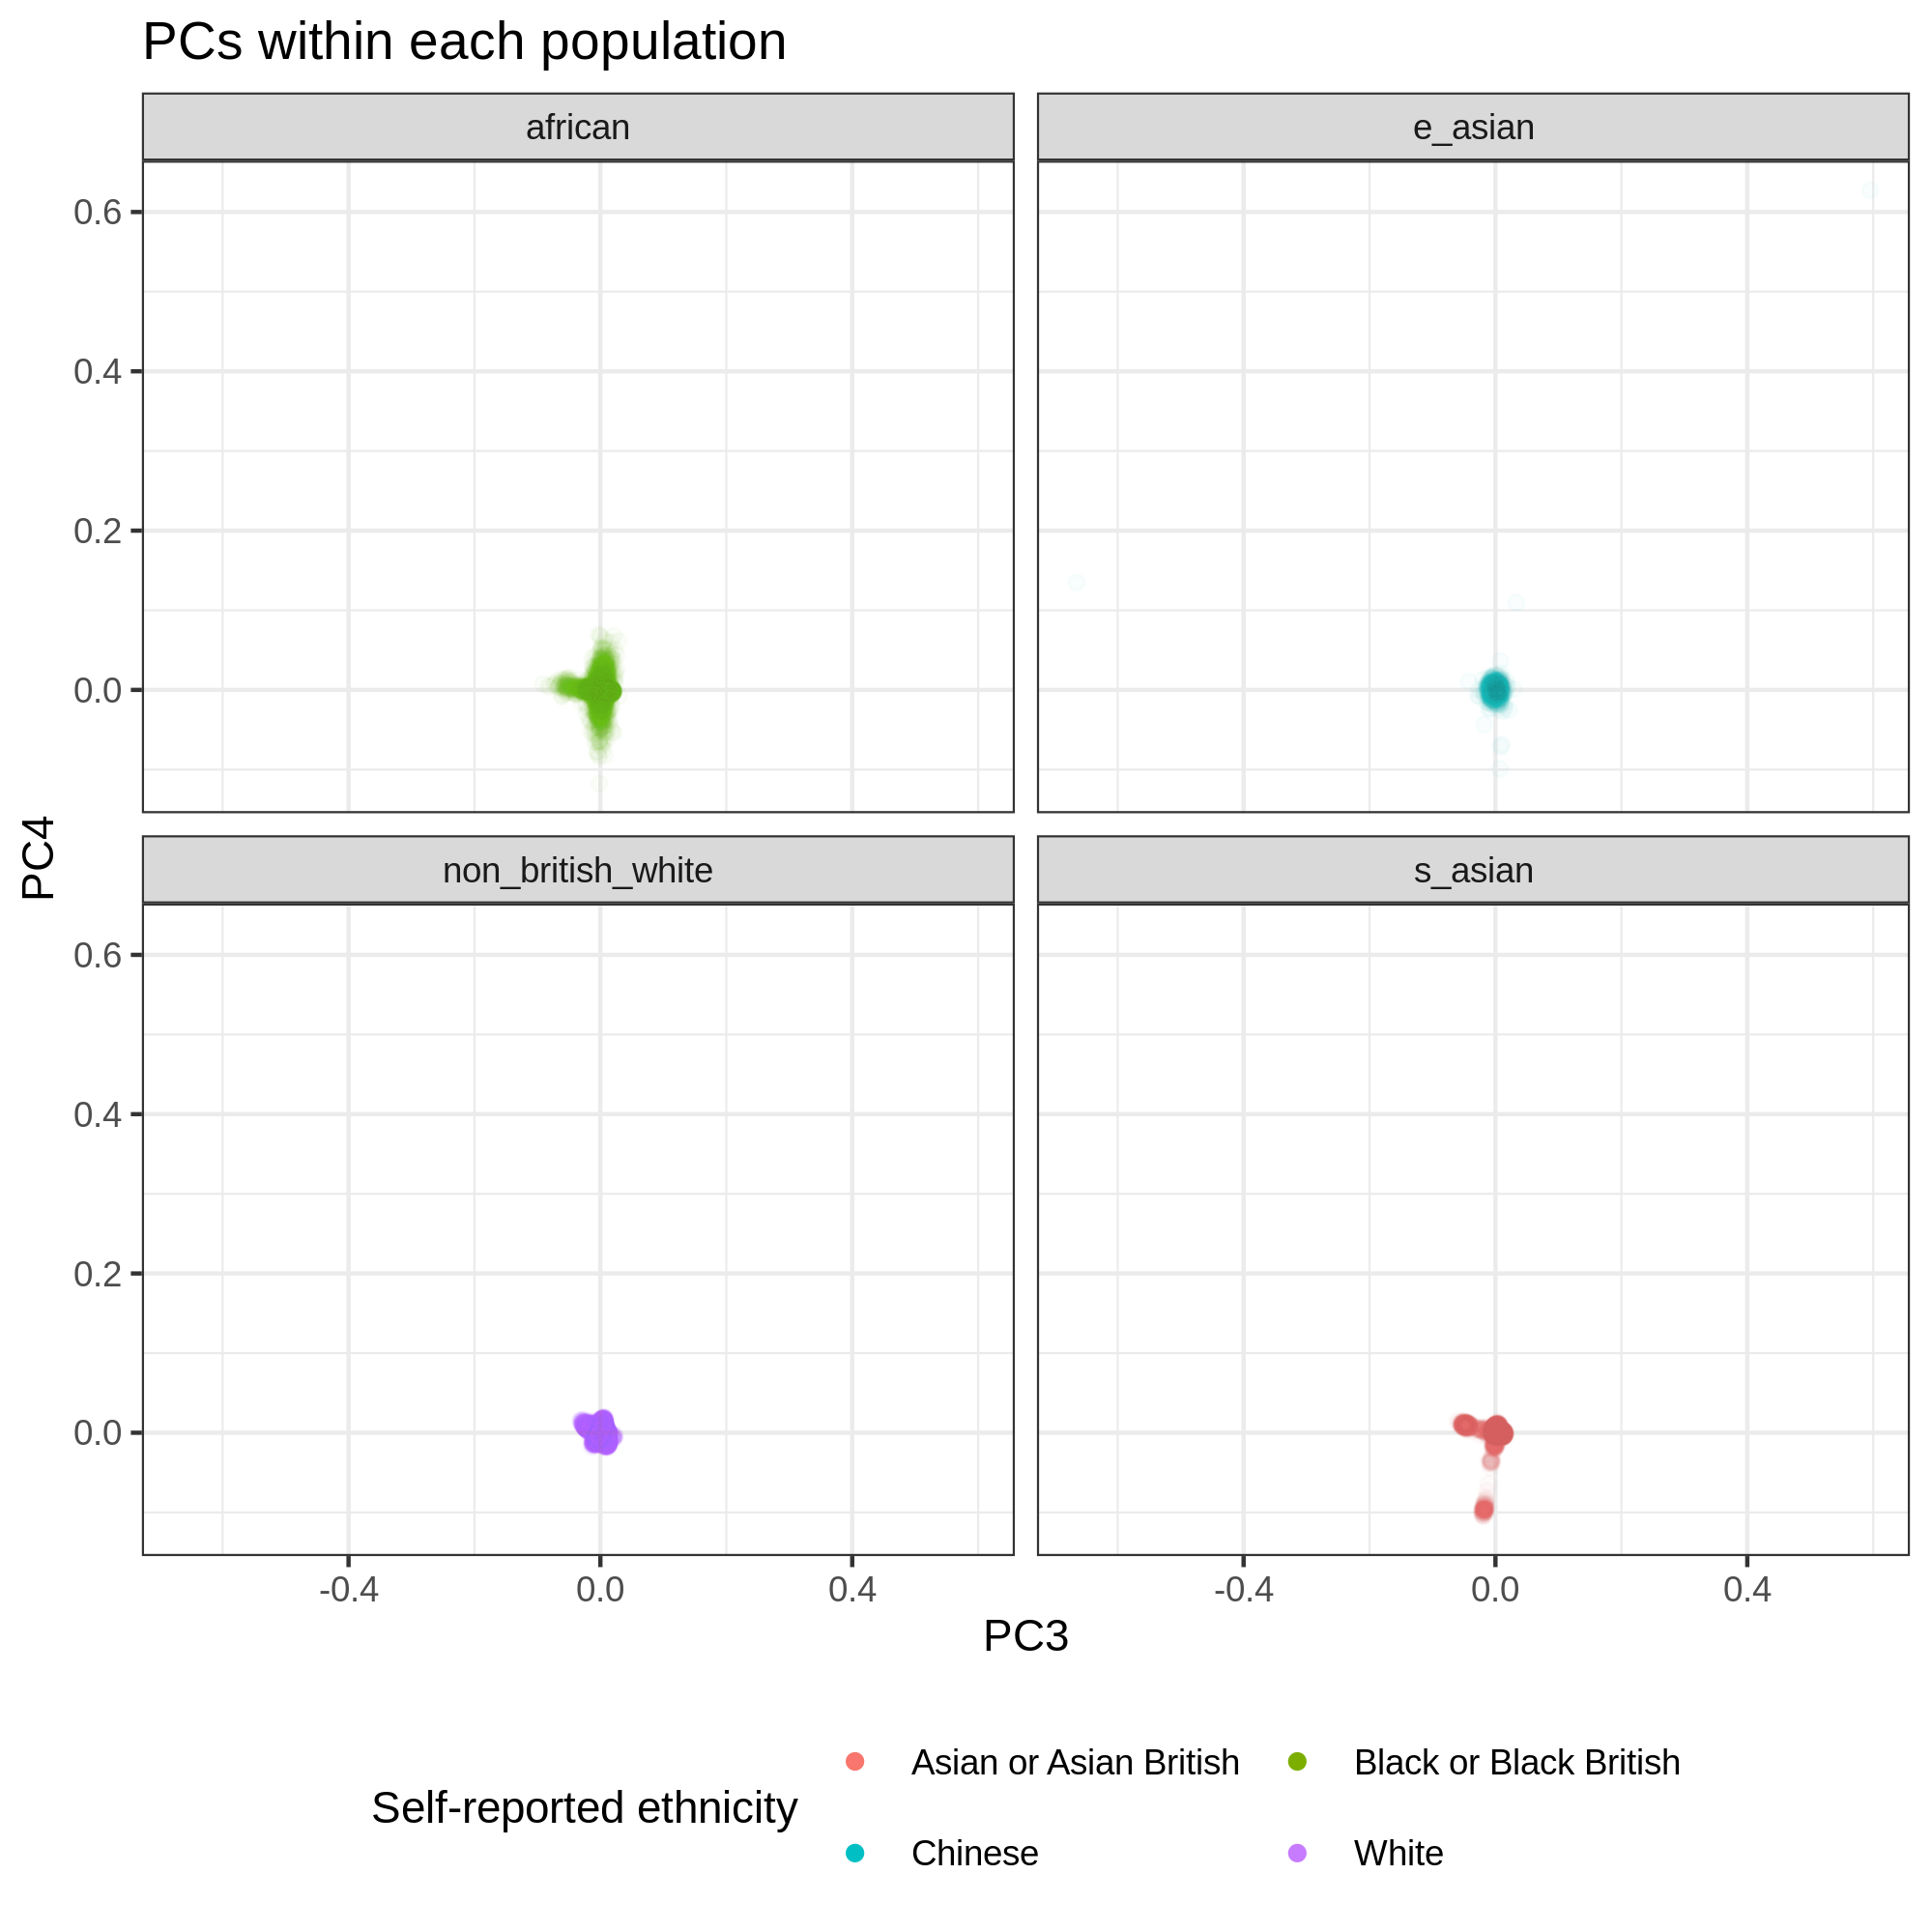 PCs within each population
african
e_asian
0.6
0.4
0.2
0.0
PC4
non_british_white
s_asian
0.6
0.4
0.2
0.0
-0.4 0.0 0.4 -0.4 0.0 0.4
PC3
Self-reported ethnicity
Asian or Asian British
Black or Black British
Chinese
White